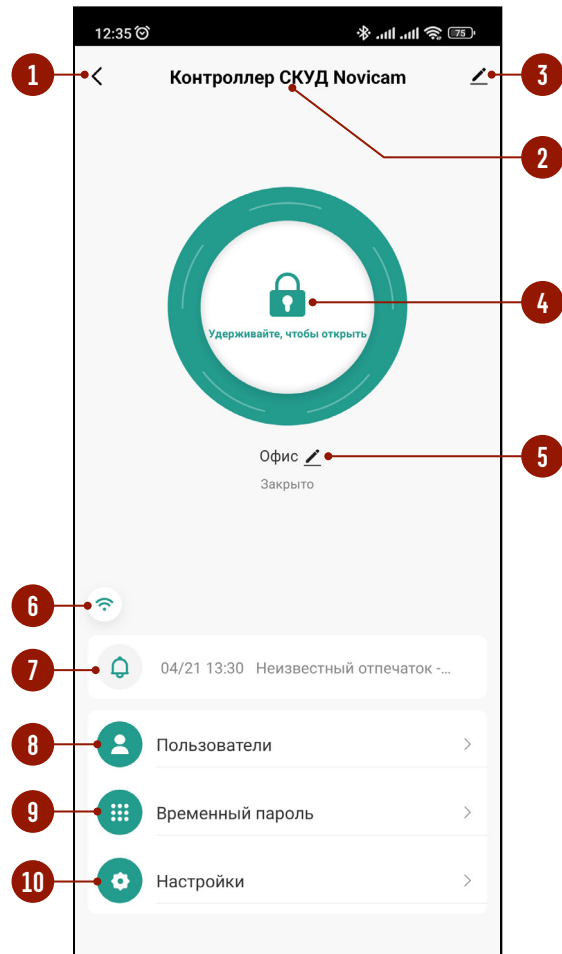 12:35 75
1 Контроллер СКУД Novicam 3
2
4
Удерживайте, чтобы открыть
Офис 5
Закрыто
6
7 04/21 13:30 Неизвестный отпечаток -...
8 Пользователи
9 Временный пароль
10 Настройки